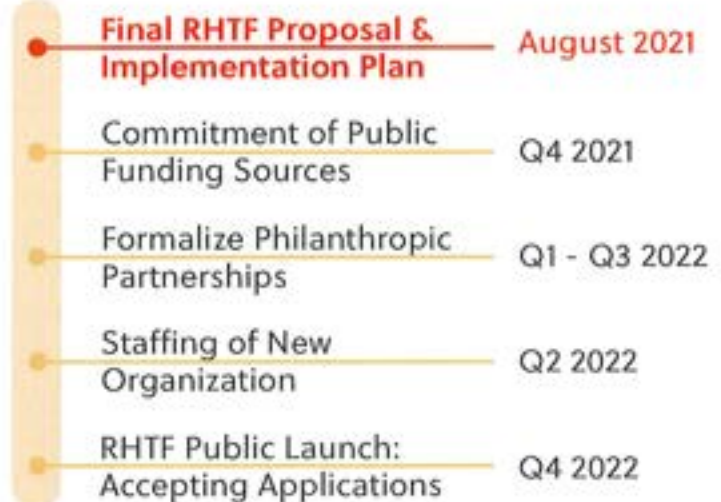 Final RHTF Proposal &
Implementation Plan
August 2021
Commitment of Public
Funding Sources
Q4 2021
Formalize Philanthropic
Partnerships
Q1 - Q3 2022
Staffing of New
Organization
Q2 2022
RHTF Public Launch:
Accepting Applications
Q4 2022